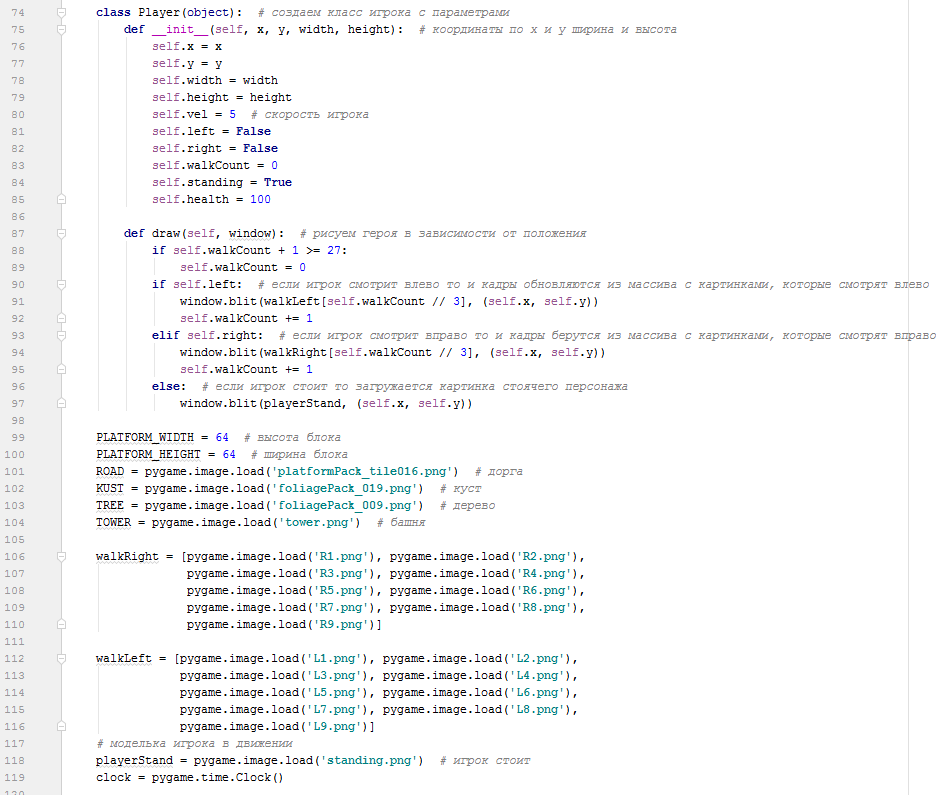 74 class Player(object):  # создаем класс игрока с параметрами
75 def __init__(self, x, y, width, height):  # координаты по x и y ширина и высота
76 self.x = x
77 self.y = y
78 self.width = width
79 self.height = height
80 self.vel = 5  # скорость игрока
81 self.left = False
82 self.right = False
83 self.walkCount = 0
84 self.standing = True
85 self.health = 100
86
87 def draw(self, window):  # рисуем героя в зависимости от положения
88 if self.walkCount + 1 >= 27:
89 self.walkCount = 0
90 if self.left:  # если игрок смотрит влево то и кадры обновляются из массива с картинками, которые смотрят влево
91 window.blit(walkLeft[self.walkCount // 3], (self.x, self.y))
92 self.walkCount += 1
93 elif self.right:  # если игрок смотрит вправо то и кадры берутся из массива с картинками, которые смотрят вправо
94 window.blit(walkRight[self.walkCount // 3], (self.x, self.y))
95 self.walkCount += 1
96 else:  # если игрок стоит то загружается картинка стоячего персонажа
97 window.blit(playerStand, (self.x, self.y))
98
99 PLATFORM_WIDTH = 64  # высота блока
100 PLATFORM_HEIGHT = 64  # ширина блока
101 ROAD = pygame.image.load('platformPack_tile016.png')  # дорга
102 KUST = pygame.image.load('foliagePack_019.png')  # куст
103 TREE = pygame.image.load('foliagePack_009.png')  # дерево
104 TOWER = pygame.image.load('tower.png')  # башня
105
106 walkRight = [pygame.image.load('R1.png'), pygame.image.load('R2.png'),
107 pygame.image.load('R3.png'), pygame.image.load('R4.png'),
108 pygame.image.load('R5.png'), pygame.image.load('R6.png'),
109 pygame.image.load('R7.png'), pygame.image.load('R8.png'),
110 pygame.image.load('R9.png')]
111
112 walkLeft = [pygame.image.load('L1.png'), pygame.image.load('L2.png'),
113 pygame.image.load('L3.png'), pygame.image.load('L4.png'),
114 pygame.image.load('L5.png'), pygame.image.load('L6.png'),
115 pygame.image.load('L7.png'), pygame.image.load('L8.png'),
116 pygame.image.load('L9.png')]
117 # моделька игрока в движении
118 playerStand = pygame.image.load('standing.png')  # игрок стоит
119 clock = pygame.time.Clock()